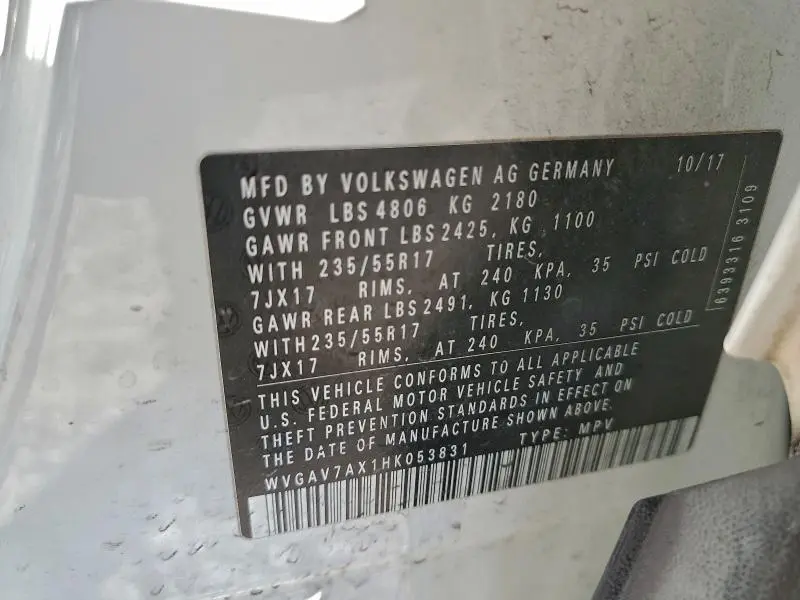 MFD BY VOLKSWAGEN AG GERMANY 10/17
GVWR LBS 4806 KG 2180
GAWR FRONT LBS 2425, KG 1100
WITH 235/55R17 TIRES,
7JX17 RIMS, AT 240 KPA, 35 PSI COLD
GAWR REAR LBS 2491, KG 1130
WITH 235/55R17 TIRES,
7JX17 RIMS, AT 240 KPA, 35 PSI COLD
THIS VEHICLE CONFORMS TO ALL APPLICABLE
U.S. FEDERAL MOTOR VEHICLE SAFETY AND
THEFT PREVENTION STANDARDS IN EFFECT ON
THE DATE OF MANUFACTURE SHOWN ABOVE.
WVGAV7AX1HK053831 TYPE: MPV
6393316 3109